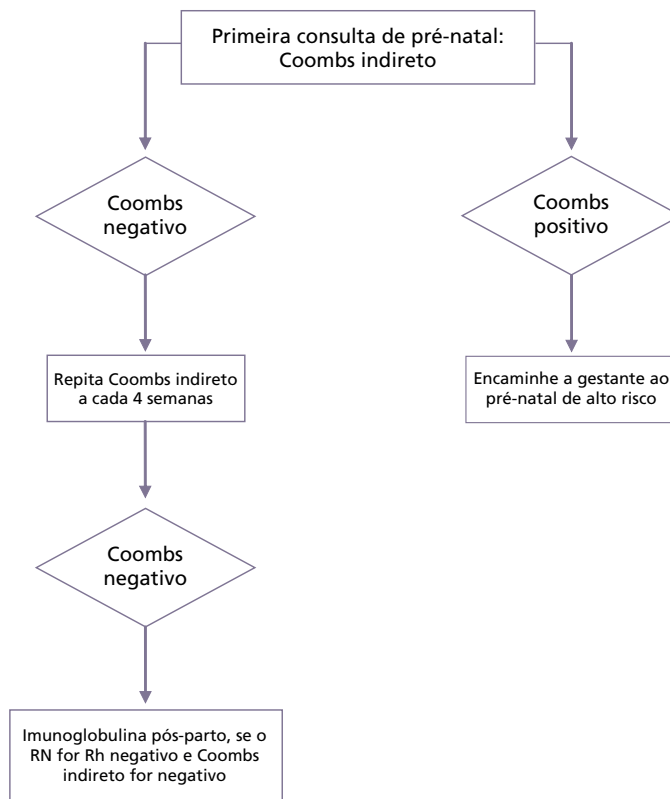 Primeira consulta de pré-natal:
Coombs indireto
Coombs
negativo
Coombs
positivo
Repita Coombs indireto
a cada 4 semanas
Encaminhe a gestante ao
pré-natal de alto risco
Coombs
negativo
Imunoglobulina pós-parto, se o
RN for Rh negativo e Coombs
indireto for negativo